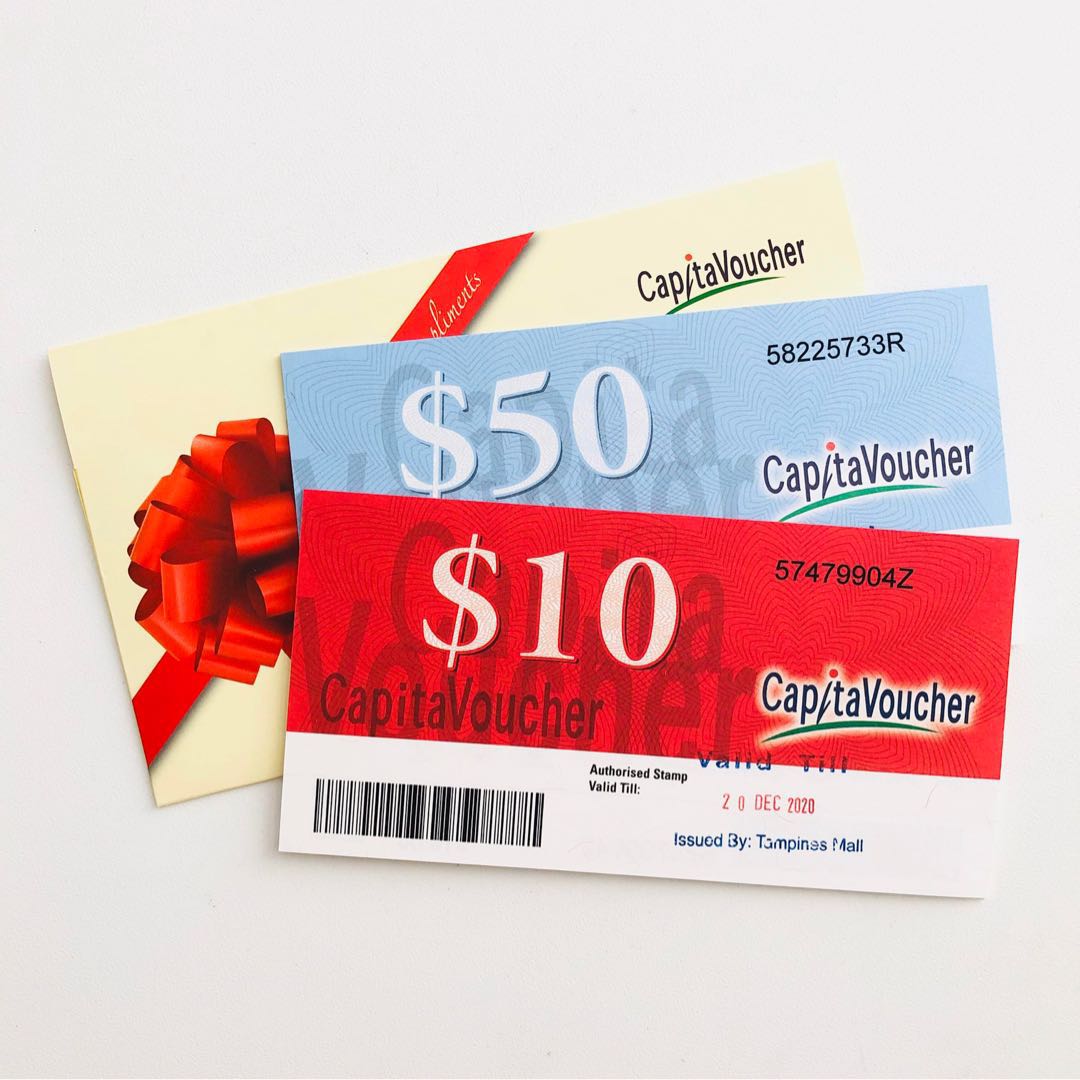 CapitaVoucher
$50
58225733R
CapitaVoucher
$10
57479904Z
CapitaVoucher
CapitaVoucher
Authorised Stamp
Valid Till:
Valid Till
20 DEC 2020
Issued By: Tampines Mall